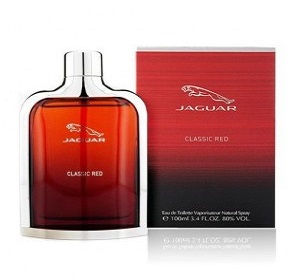 JAGUAR
CLASSIC RED
JAGUAR
CLASSIC RED
Eau de Toilette Vaporisateur Natural Spray
e 100ml 3.4 FL.OZ. 80% VOL.